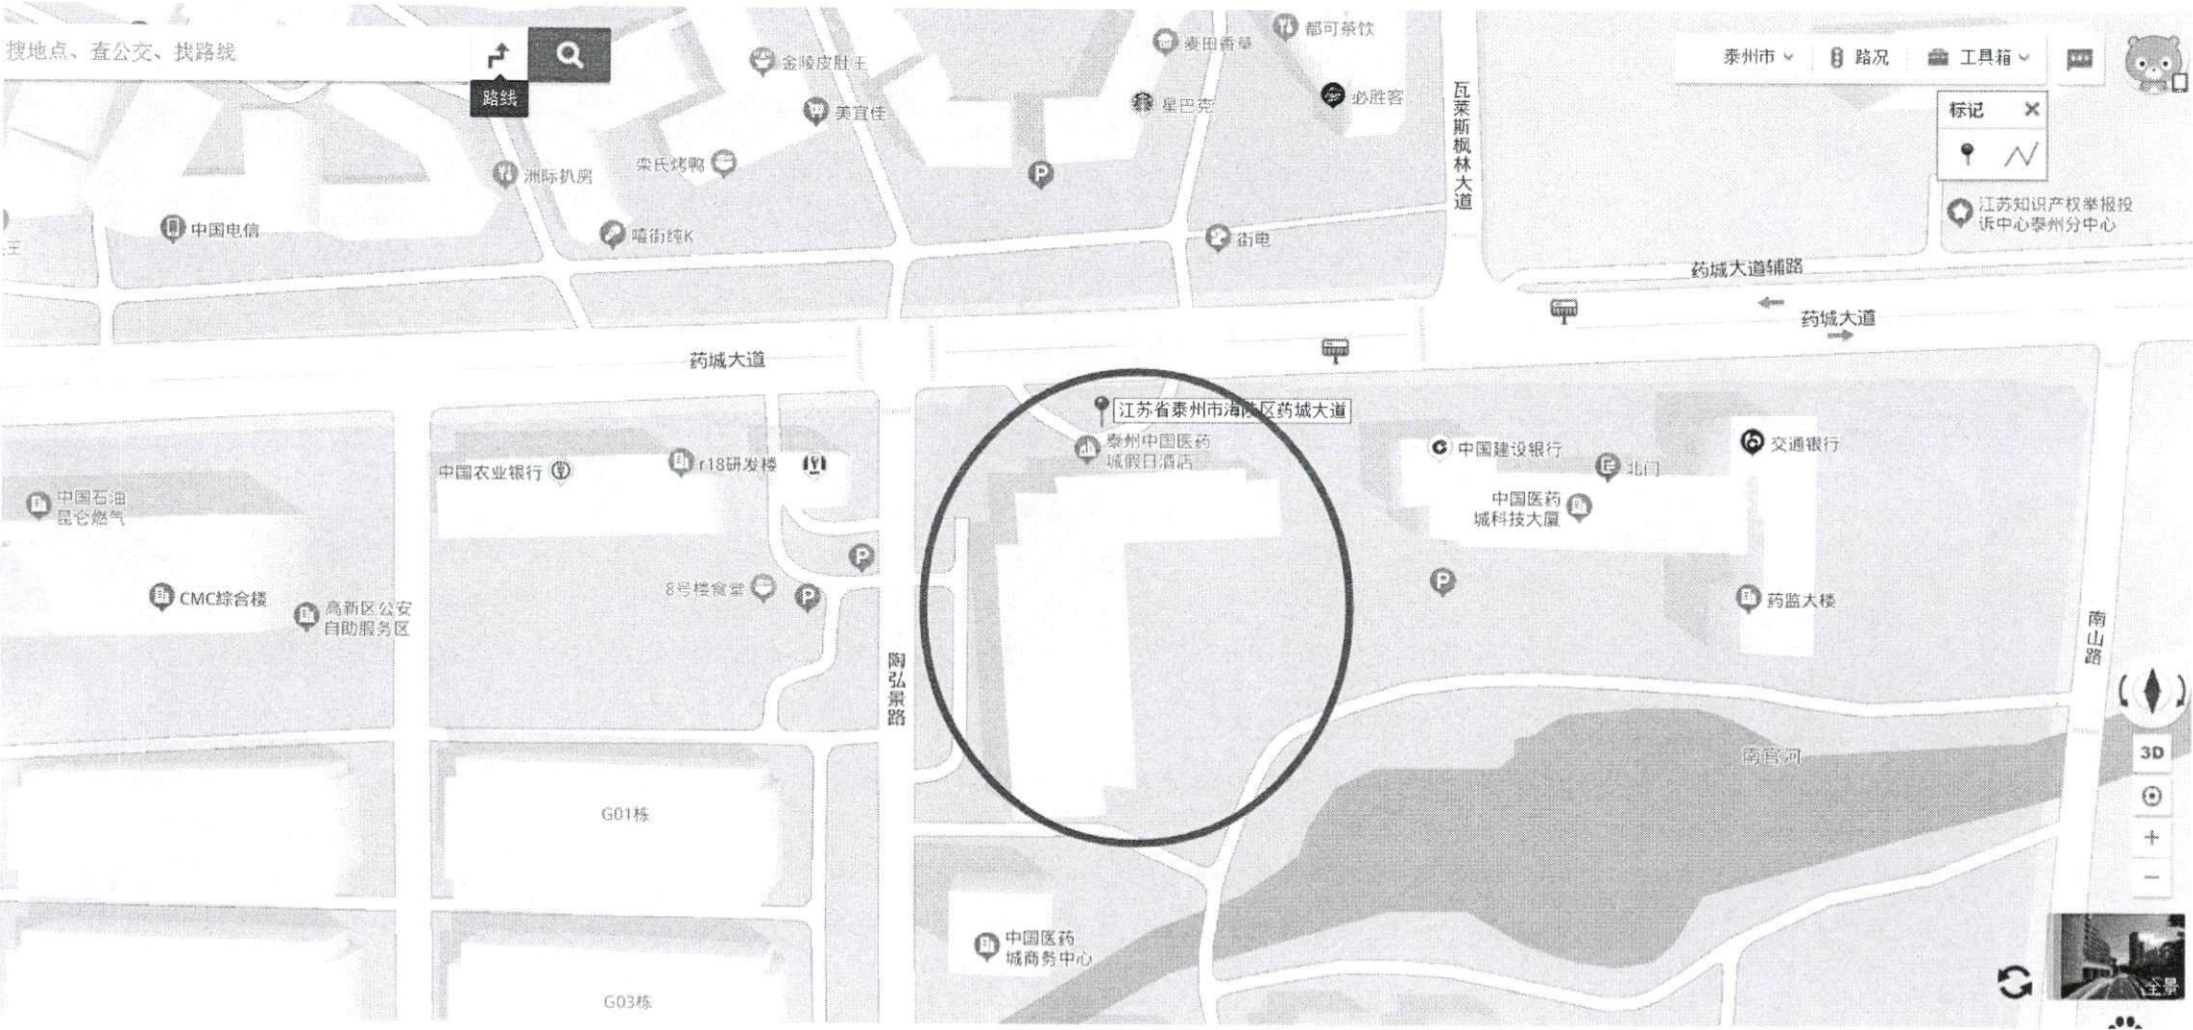 搜地点、查公交、找路线
路线
金陵皮肚王
美宜佳
栾氏烤鸭
洲际扒房
中国电信
嘻街纯K
王
麦田香草
都可茶饮
星巴克
必胜客
P
街电
瓦莱斯枫林大道
泰州市
路况
工具箱
标记
江苏知识产权举报投
诉中心泰州分中心
药城大道辅路
药城大道
药城大道
江苏省泰州市海陵区药城大道
泰州中国医药
城假日酒店
中国农业银行
r18研发楼
中国石油
昆仑燃气
CMC综合楼
高新区公安
自助服务区
8号楼食堂
P
P
陶弘景路
中国建设银行
北门
交通银行
中国医药
城科技大厦
P
药监大楼
南山路
南官河
G01栋
G03栋
中国医药
城商务中心
3D
全景